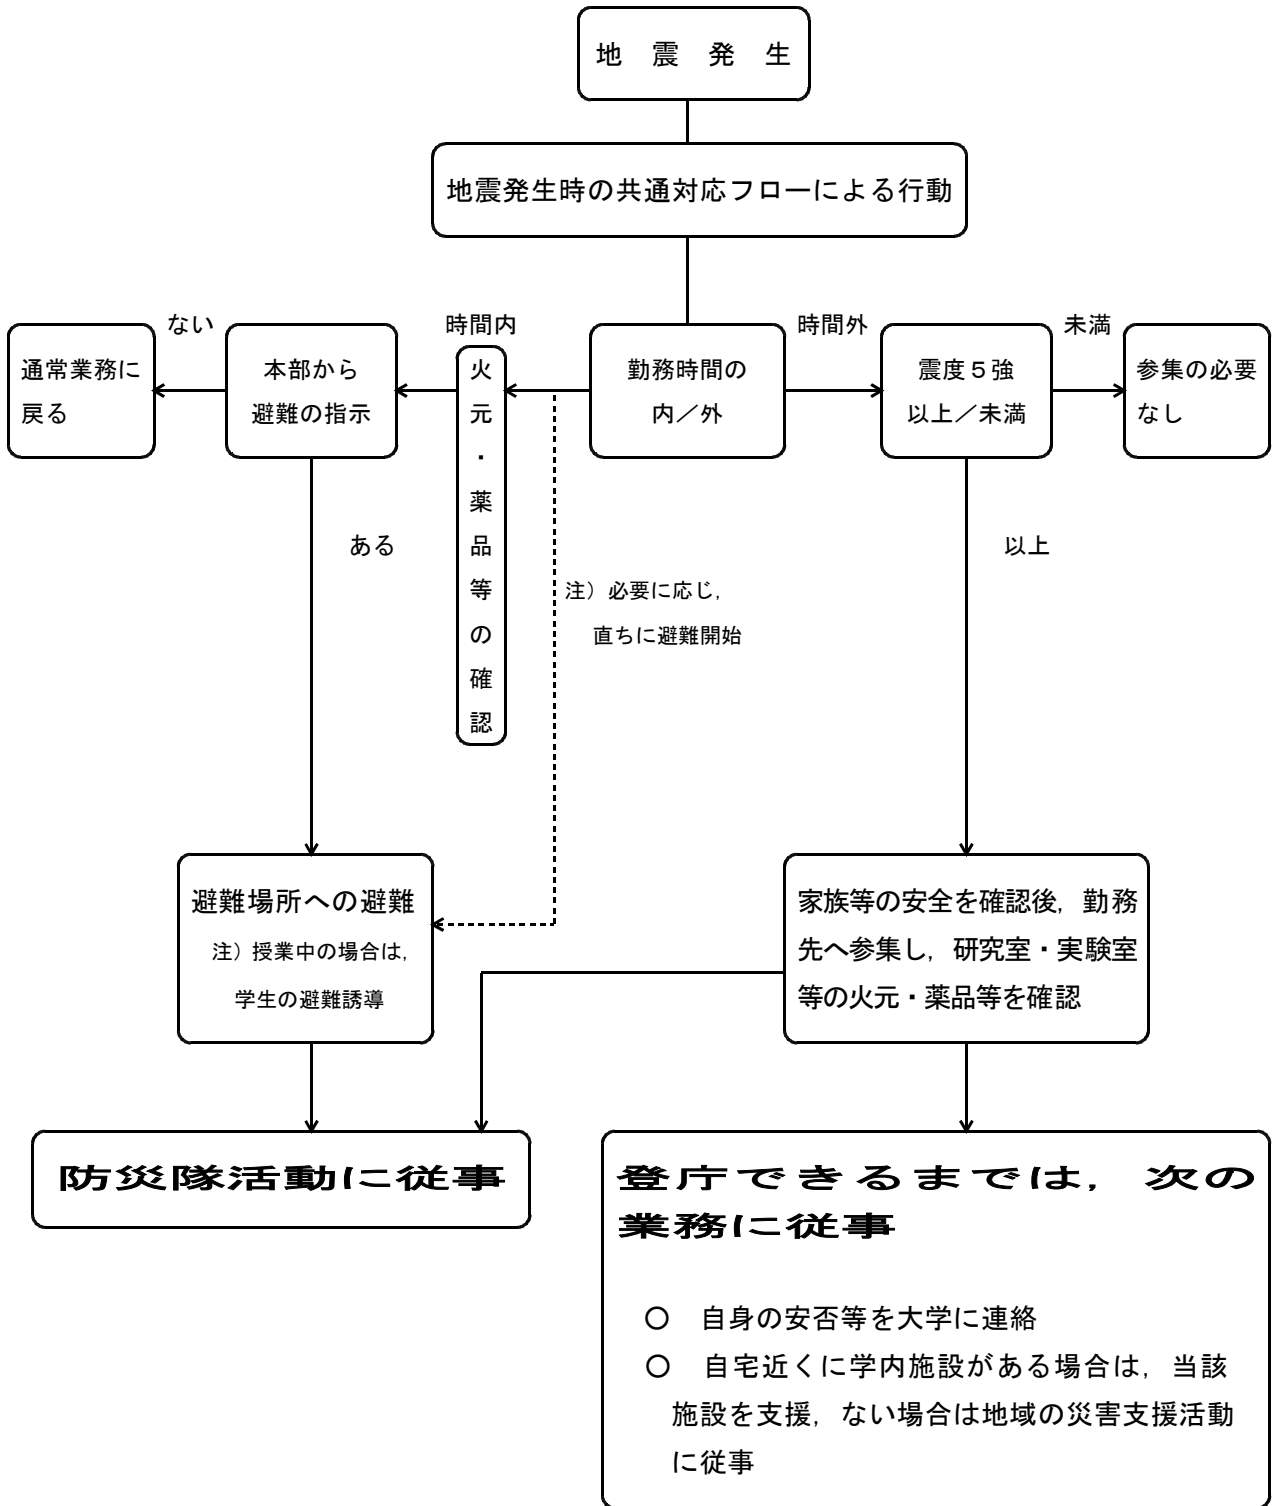 地　震　発　生
地震発生時の共通対応フローによる行動
ない
時間内
時間外
未満
通常業務に
戻る
本部から
避難の指示
火元・薬品等の確認
勤務時間の
内／外
震度５強
以上／未満
参集の必要
なし
ある
以上
注）必要に応じ，
直ちに避難開始
避難場所への避難
注）授業中の場合は，
学生の避難誘導
家族等の安全を確認後，勤務
先へ参集し，研究室・実験室
等の火元・薬品等を確認
防災隊活動に従事
登庁できるまでは，次の
業務に従事
○　自身の安否等を大学に連絡
○　自宅近くに学内施設がある場合は，当該
施設を支援，ない場合は地域の災害支援活動
に従事